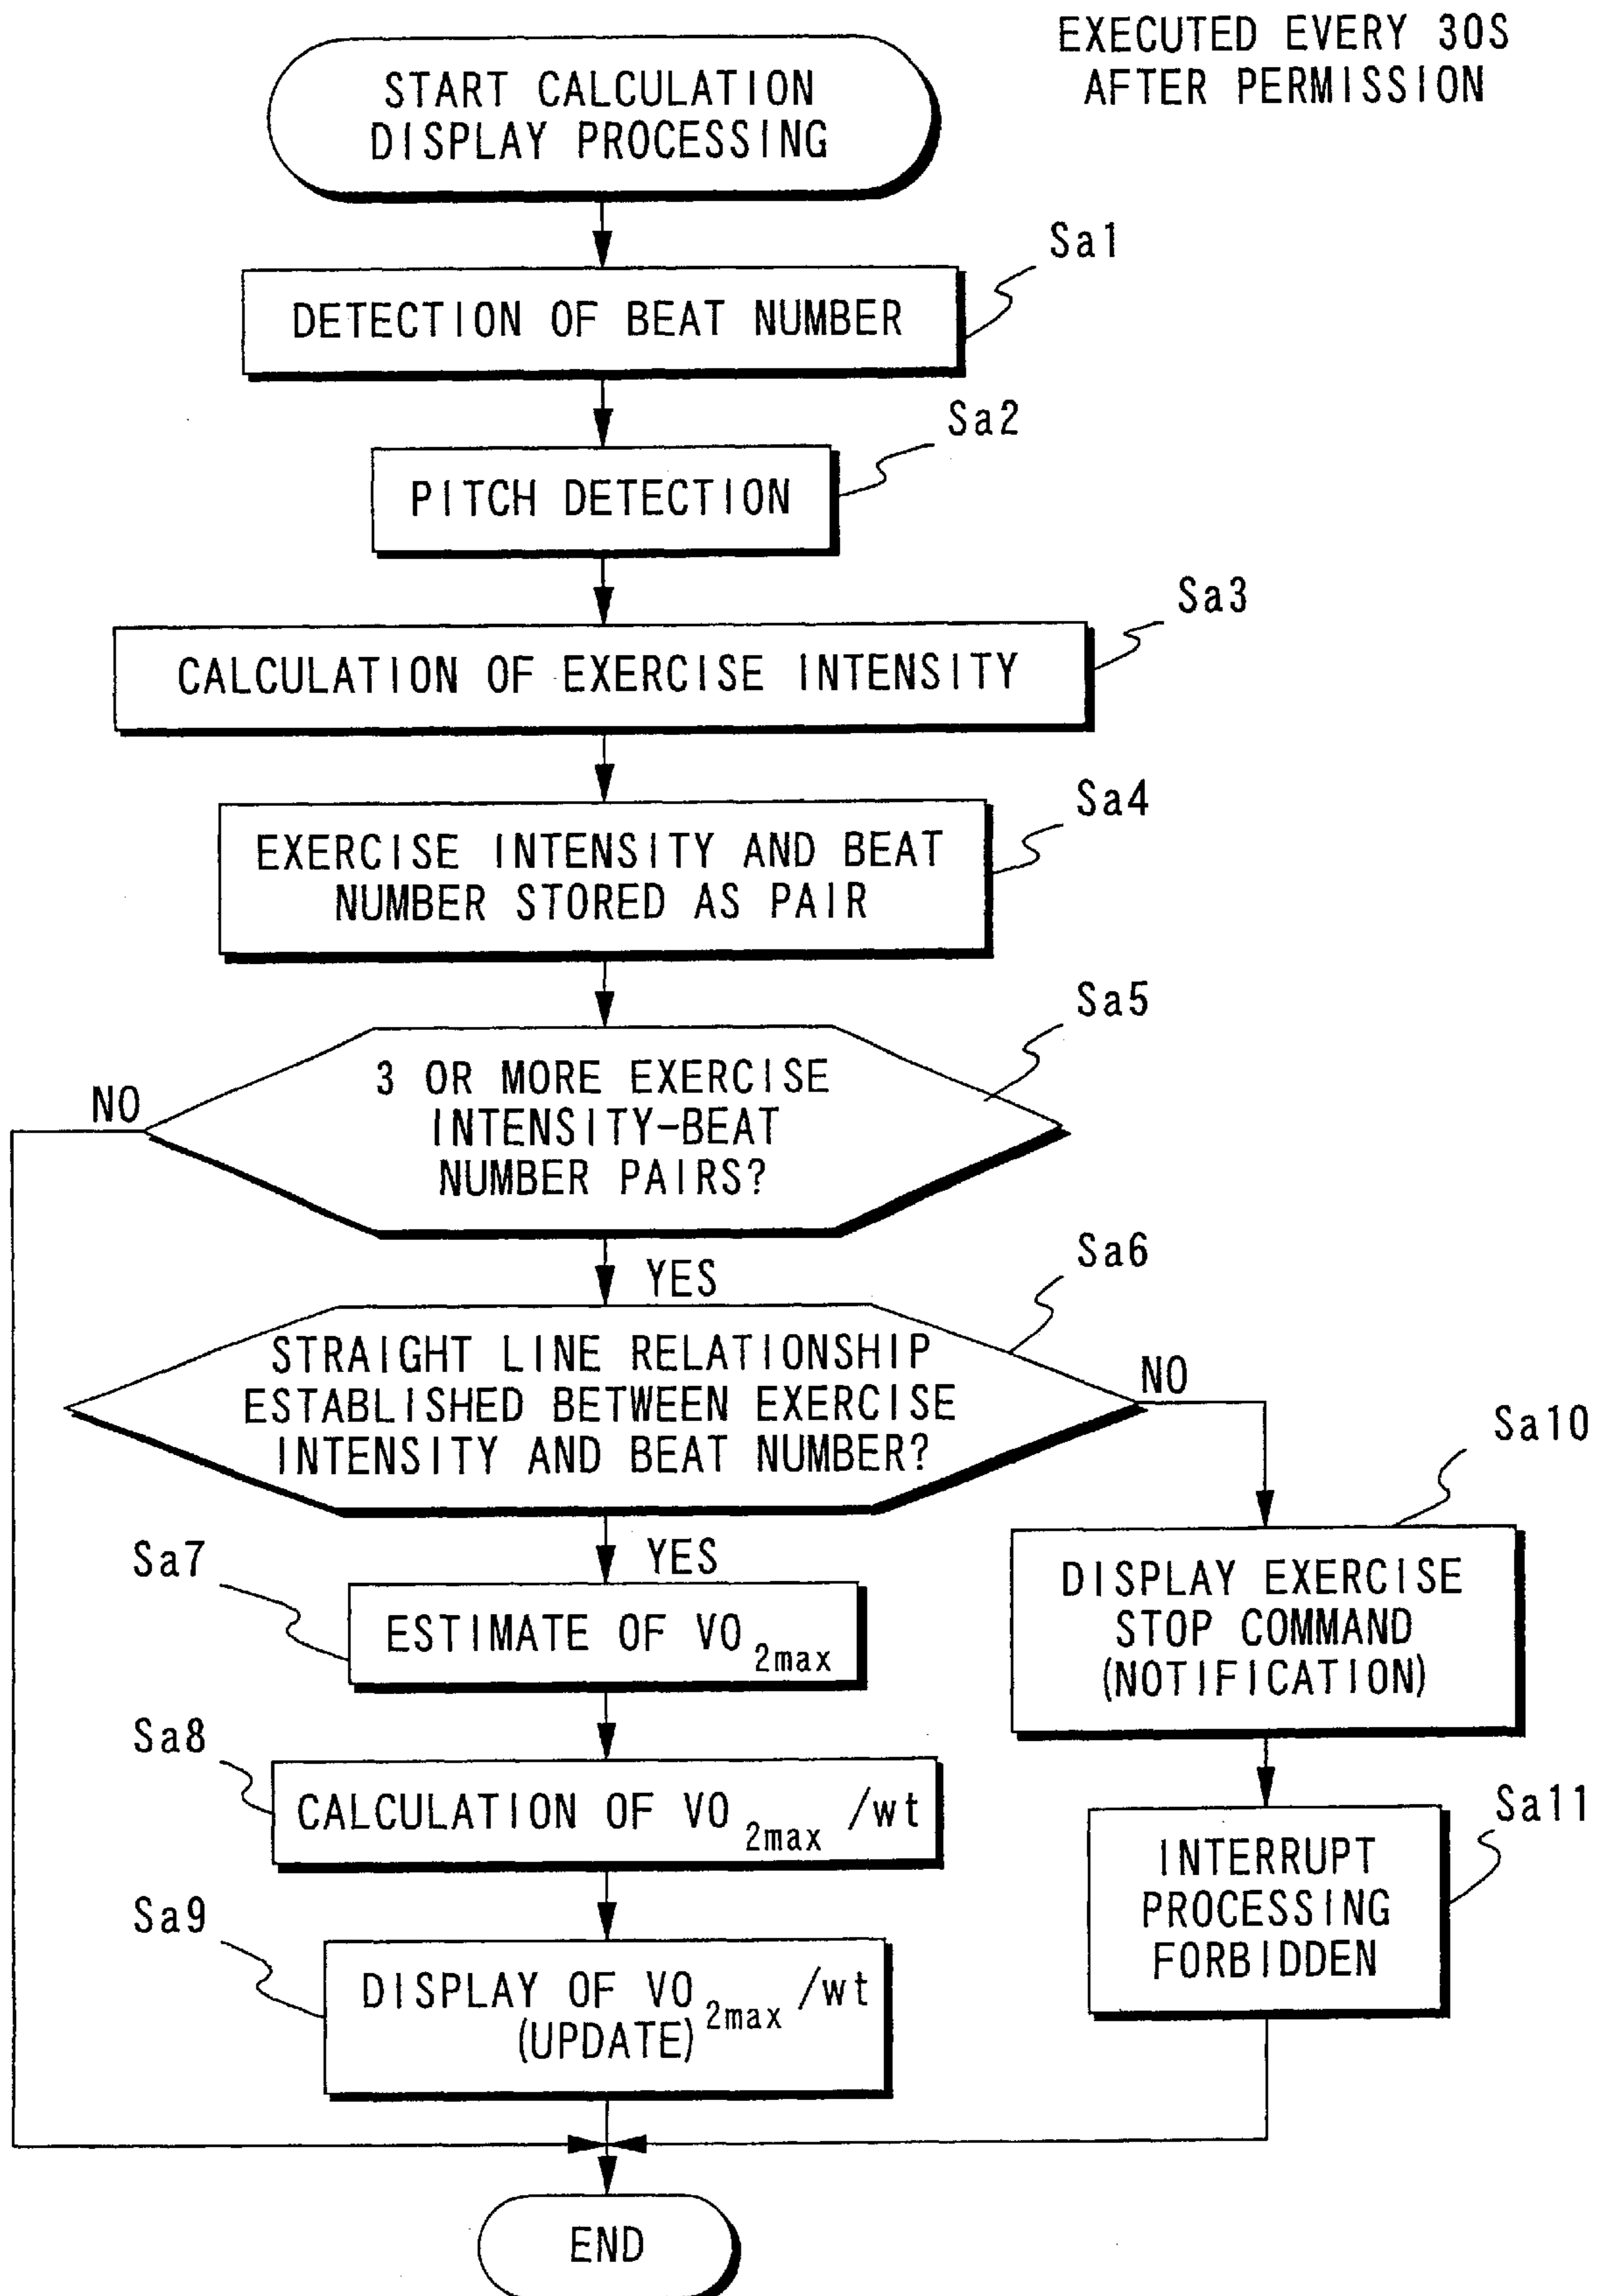 EXECUTED EVERY 30S
AFTER PERMISSION
START CALCULATION
DISPLAY PROCESSING
Sa1
DETECTION OF BEAT NUMBER
Sa2
PITCH DETECTION
Sa3
CALCULATION OF EXERCISE INTENSITY
Sa4
EXERCISE INTENSITY AND BEAT
NUMBER STORED AS PAIR
Sa5
3 OR MORE EXERCISE
INTENSITY-BEAT
NUMBER PAIRS?
NO
YES
Sa6
STRAIGHT LINE RELATIONSHIP
ESTABLISHED BETWEEN EXERCISE
INTENSITY AND BEAT NUMBER?
NO
YES
Sa7
ESTIMATE OF VO2max
Sa10
DISPLAY EXERCISE
STOP COMMAND
(NOTIFICATION)
Sa8
CALCULATION OF VO2max/wt
Sa11
INTERRUPT
PROCESSING
FORBIDDEN
Sa9
DISPLAY OF VO2max/wt
(UPDATE)
END